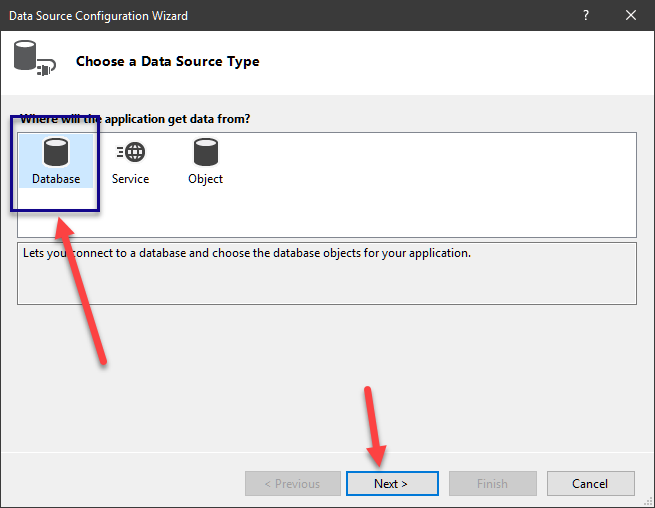 Data Source Configuration Wizard
?
Choose a Data Source Type
Where will the application get data from?
Database
Service
Object
Lets you connect to a database and choose the database objects for your application.
< Previous
Next >
Finish
Cancel